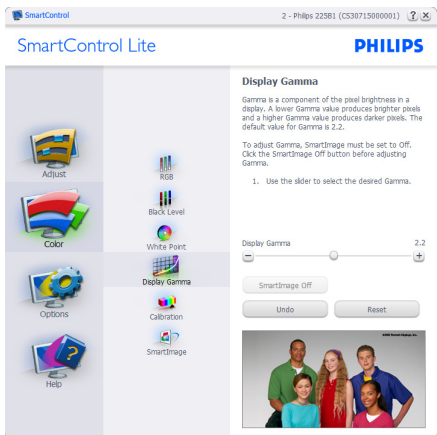 SmartControl
2 - Philips 225B1 (CS30715000001)
?
SmartControl Lite
PHILIPS
Adjust
Color
Options
Help
RGB
Black Level
White Point
Display Gamma
Calibration
SmartImage
Display Gamma
Gamma is a component of the pixel brightness in a
display. A lower Gamma value produces brighter pixels
and a higher Gamma value produces darker pixels. The
default value for Gamma is 2.2.
To adjust Gamma, SmartImage must be set to Off.
Click the SmartImage Off button before adjusting
Gamma.
1. Use the slider to select the desired Gamma.
Display Gamma 2.2
SmartImage Off
Undo Reset